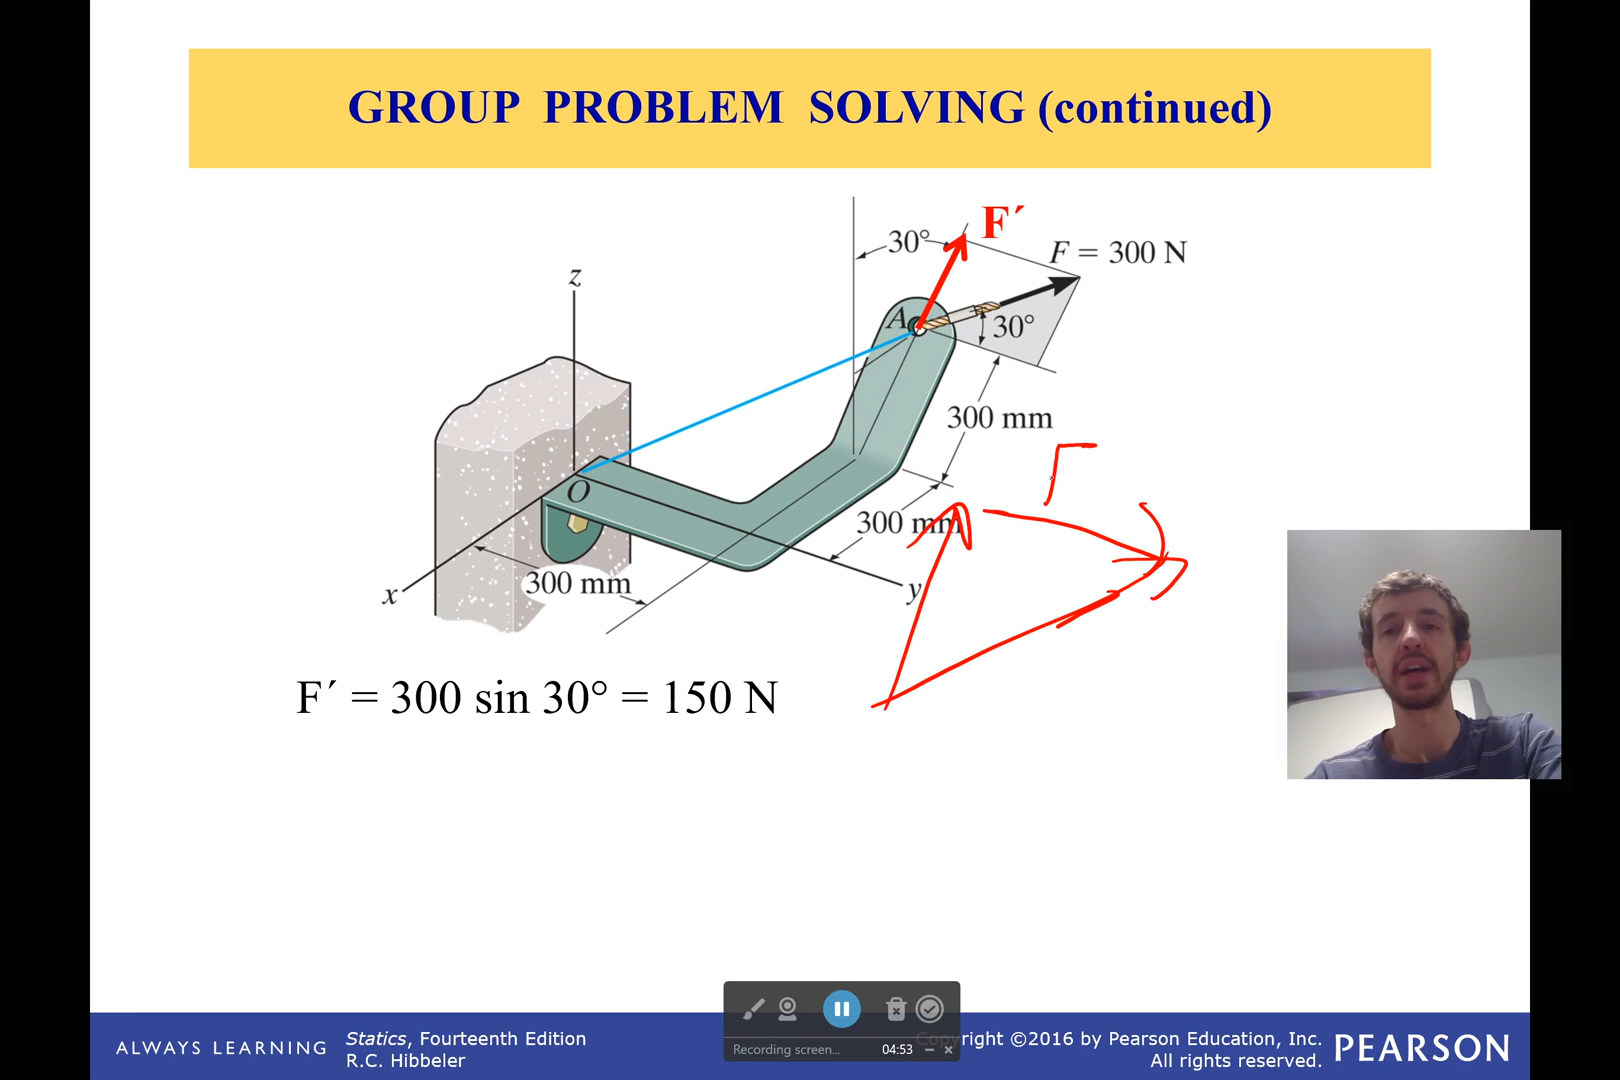 GROUP PROBLEM SOLVING (continued)
F´
30°
F = 300 N
z
A
30°
300 mm
F
O
300 mm
300 mm
x
y
F´ = 300 sin 30° = 150 N
ALWAYS LEARNING
Statics, Fourteenth Edition
R.C. Hibbeler
Recording screen...
04:53
right ©2016 by Pearson Education, Inc.
All rights reserved.
PEARSON